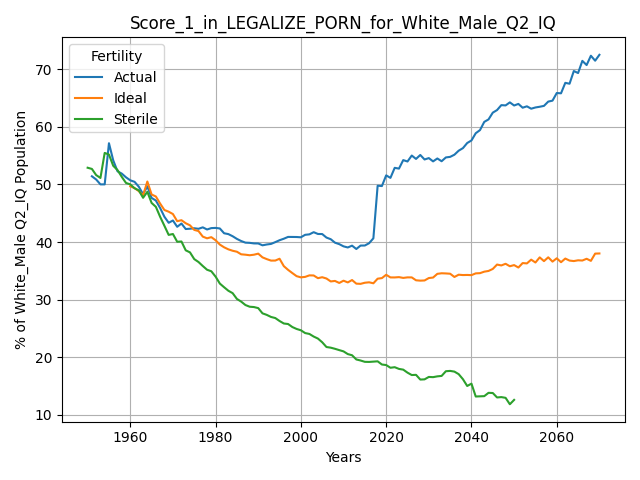 Score_1_in_LEGALIZE_PORN_for_White_Male_Q2_IQ
Fertility
Actual
Ideal
Sterile
% of White_Male Q2_IQ Population
70
60
50
40
30
20
10
1960 1980 2000 2020 2040 2060
Years